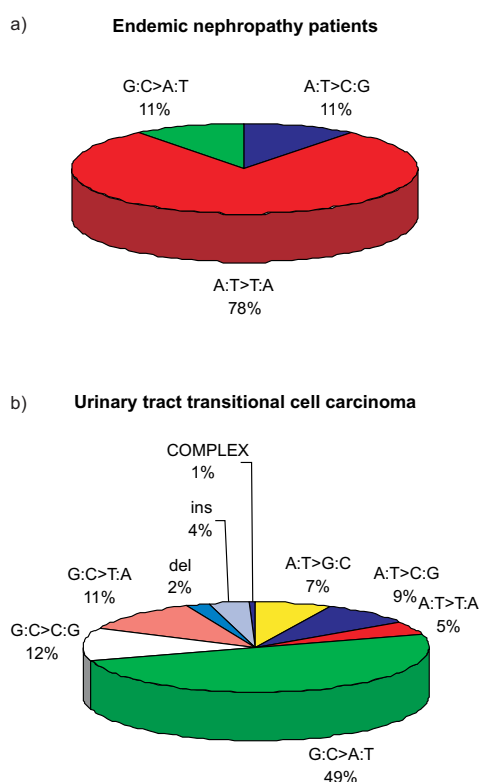 a)
Endemic nephropathy patients
G:C>A:T
11%
A:T>C:G
11%
A:T>T:A
78%
b)
Urinary tract transitional cell carcinoma
COMPLEX
1%
ins
4%
del
2%
G:C>T:A
11%
G:C>C:G
12%
A:T>G:C
7%
A:T>C:G
9%
A:T>T:A
5%
G:C>A:T
49%